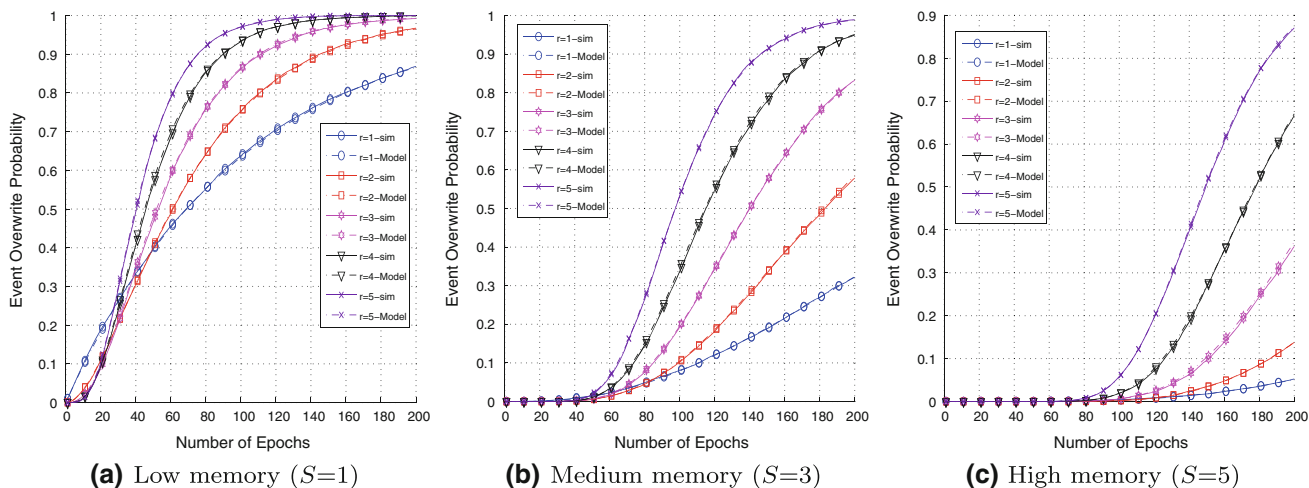 Event Overwrite Probability
1
0.9
0.8
0.7
0.6
0.5
0.4
0.3
0.2
0.1
0
0 20 40 60 80 100 120 140 160 180 200
Number of Epochs
r=1-sim
r=1-Model
r=2-sim
r=2-Model
r=3-sim
r=3-Model
r=4-sim
r=4-Model
r=5-sim
r=5-Model
(a) Low memory (S=1)
Event Overwrite Probability
1
0.9
0.8
0.7
0.6
0.5
0.4
0.3
0.2
0.1
0
0 20 40 60 80 100 120 140 160 180 200
Number of Epochs
r=1-sim
r=1-Model
r=2-sim
r=2-Model
r=3-sim
r=3-Model
r=4-sim
r=4-Model
r=5-sim
r=5-Model
(b) Medium memory (S=3)
Event Overwrite Probability
0.9
0.8
0.7
0.6
0.5
0.4
0.3
0.2
0.1
0
0 20 40 60 80 100 120 140 160 180 200
Number of Epochs
r=1-sim
r=1-Model
r=2-sim
r=2-Model
r=3-sim
r=3-Model
r=4-sim
r=4-Model
r=5-sim
r=5-Model
(c) High memory (S=5)